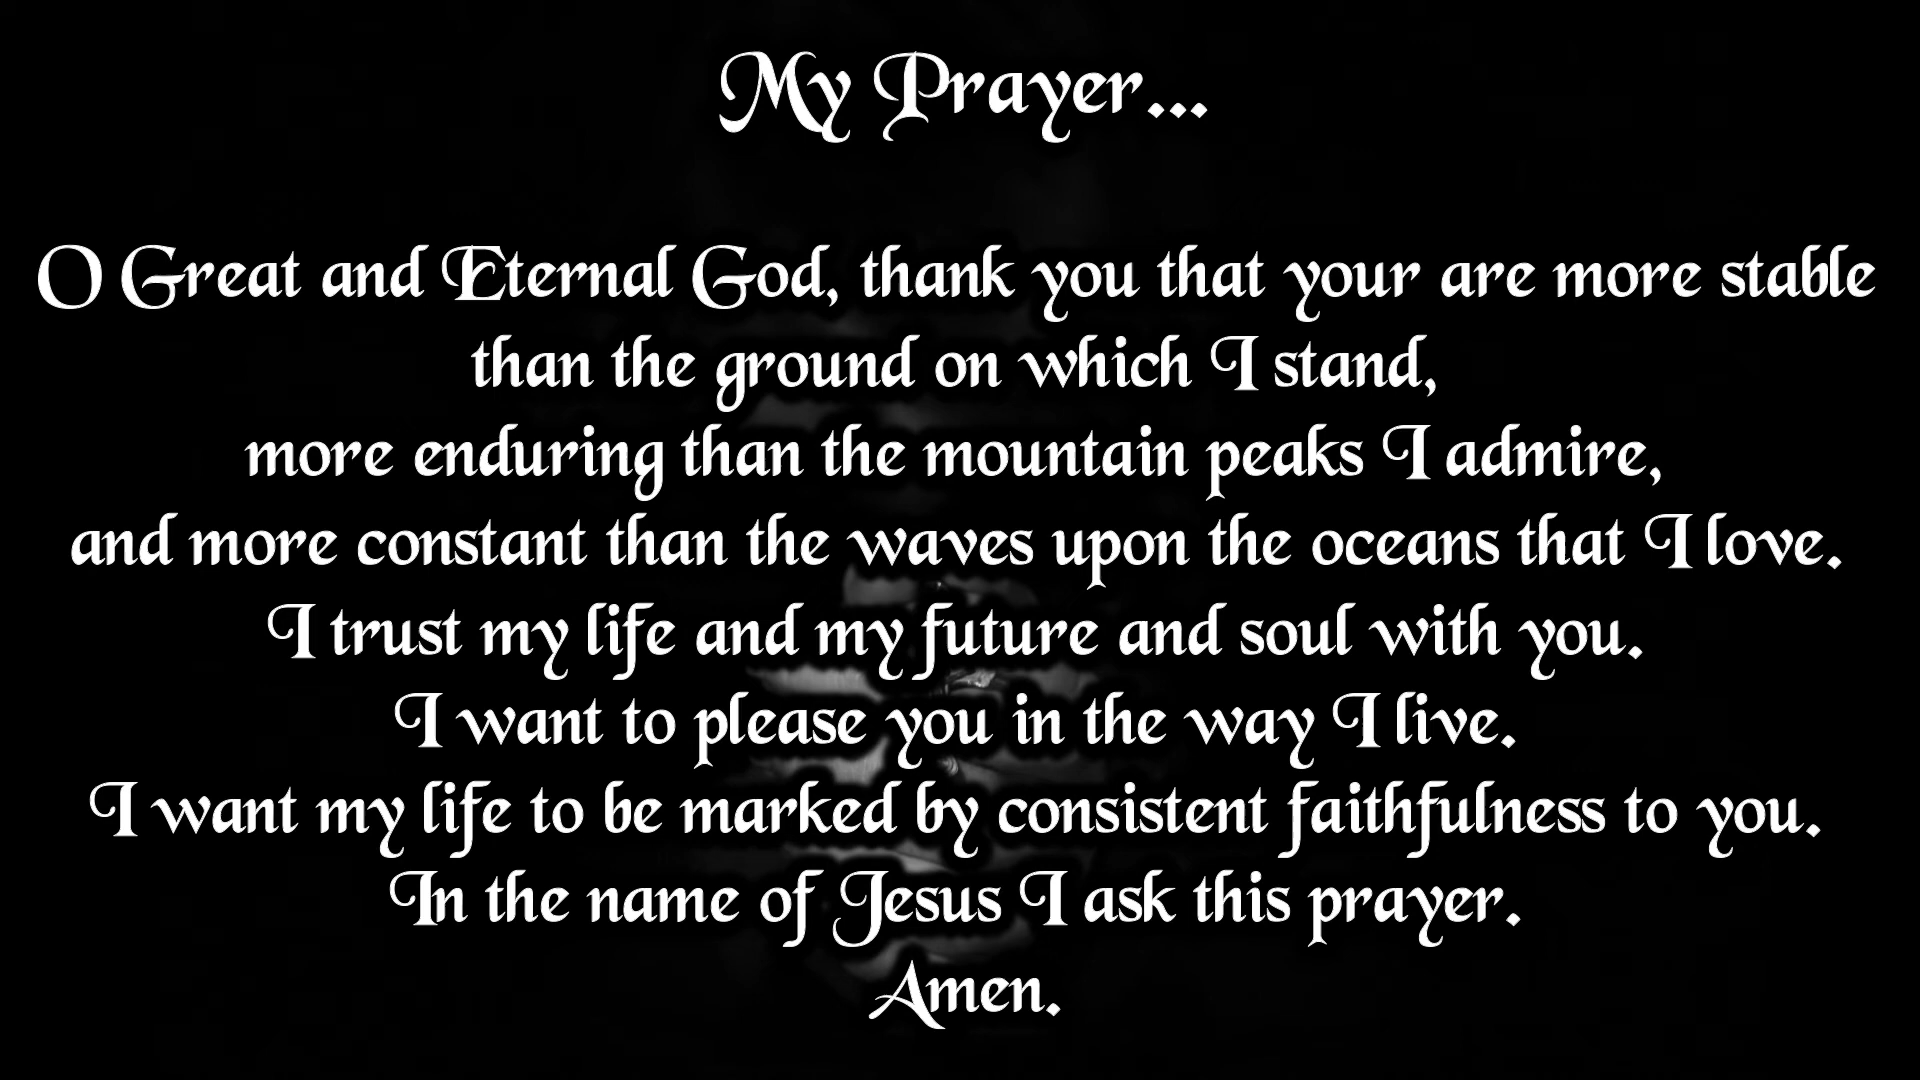 My Prayer...
O Great and Eternal God, thank you that your are more stable
than the ground on which I stand,
more enduring than the mountain peaks I admire,
and more constant than the waves upon the oceans that I love.
I trust my life and my future and soul with you.
I want to please you in the way I live.
I want my life to be marked by consistent faithfulness to you.
In the name of Jesus I ask this prayer.
Amen.